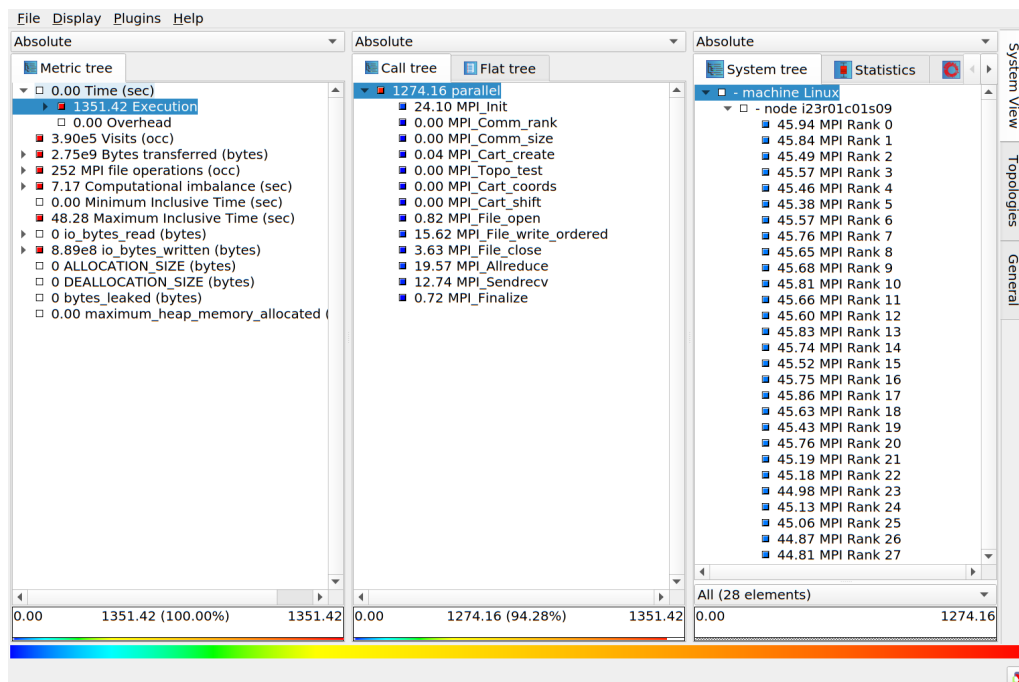 File Display Plugins Help
Absolute
Metric tree
0.00 Time (sec)
1351.42 Execution
0.00 Overhead
3.90e5 Visits (occ)
2.75e9 Bytes transferred (bytes)
252 MPI file operations (occ)
7.17 Computational imbalance (sec)
0.00 Minimum Inclusive Time (sec)
48.28 Maximum Inclusive Time (sec)
0 io_bytes_read (bytes)
8.89e8 io_bytes_written (bytes)
0 ALLOCATION_SIZE (bytes)
0 DEALLOCATION_SIZE (bytes)
0 bytes_leaked (bytes)
0.00 maximum_heap_memory_allocated (
0.00 1351.42 (100.00%) 1351.42
Absolute
Call tree Flat tree
1274.16 parallel
24.10 MPI_Init
0.00 MPI_Comm_rank
0.00 MPI_Comm_size
0.04 MPI_Cart_create
0.00 MPI_Topo_test
0.00 MPI_Cart_coords
0.00 MPI_Cart_shift
0.82 MPI_File_open
15.62 MPI_File_write_ordered
3.63 MPI_File_close
19.57 MPI_Allreduce
12.74 MPI_Sendrecv
0.72 MPI_Finalize
0.00 1274.16 (94.28%) 1351.42
Absolute
System tree Statistics
- machine Linux
- node i23r01c01s09
45.94 MPI Rank 0
45.84 MPI Rank 1
45.49 MPI Rank 2
45.57 MPI Rank 3
45.46 MPI Rank 4
45.38 MPI Rank 5
45.57 MPI Rank 6
45.76 MPI Rank 7
45.65 MPI Rank 8
45.68 MPI Rank 9
45.81 MPI Rank 10
45.66 MPI Rank 11
45.60 MPI Rank 12
45.83 MPI Rank 13
45.74 MPI Rank 14
45.52 MPI Rank 15
45.75 MPI Rank 16
45.86 MPI Rank 17
45.63 MPI Rank 18
45.43 MPI Rank 19
45.76 MPI Rank 20
45.19 MPI Rank 21
45.18 MPI Rank 22
44.98 MPI Rank 23
45.13 MPI Rank 24
45.06 MPI Rank 25
44.87 MPI Rank 26
44.81 MPI Rank 27
All (28 elements)
0.00 1274.16
System View
Topologies
General